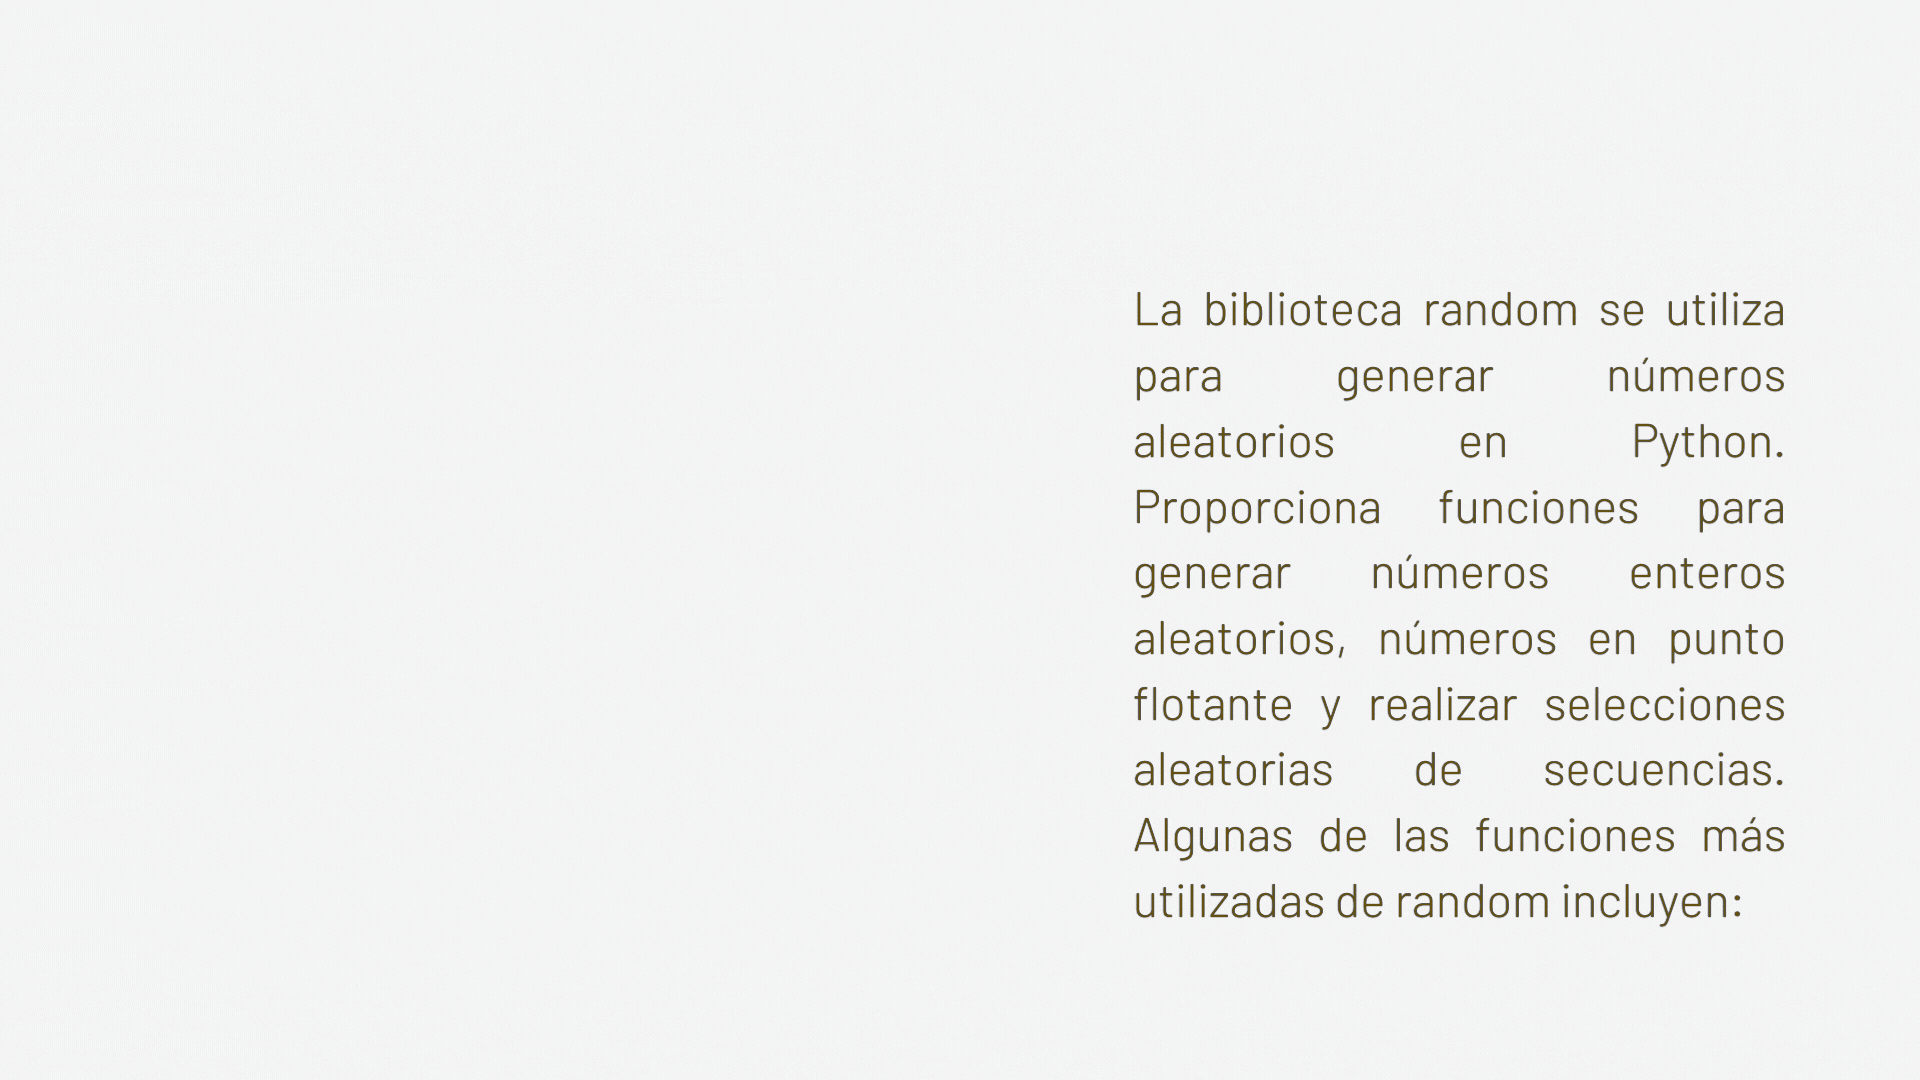 La biblioteca random se utiliza
para generar números
aleatorios en Python.
Proporciona funciones para
generar números enteros
aleatorios, números en punto
flotante y realizar selecciones
aleatorias de secuencias.
Algunas de las funciones más
utilizadas de random incluyen: